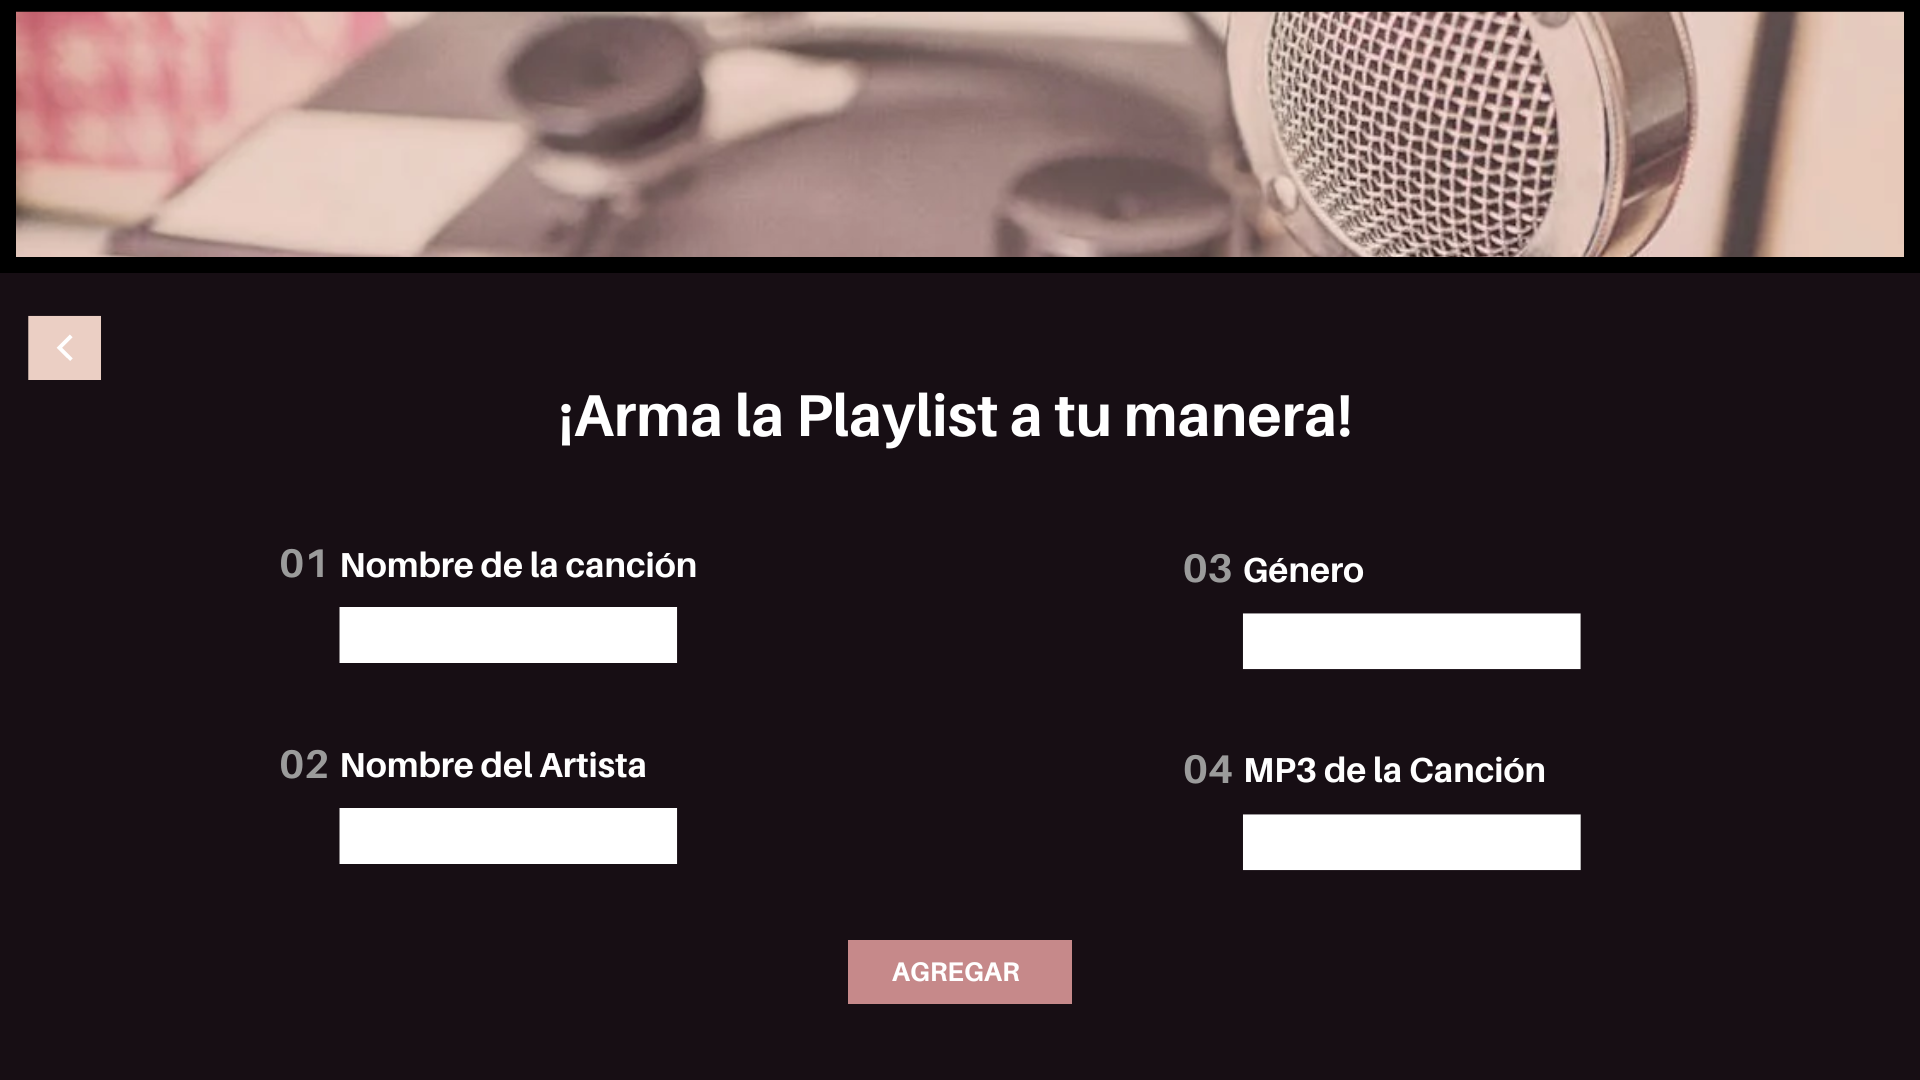 ¡Arma la Playlist a tu manera!
01 Nombre de la canción
02 Nombre del Artista
03 Género
04 MP3 de la Canción
AGREGAR